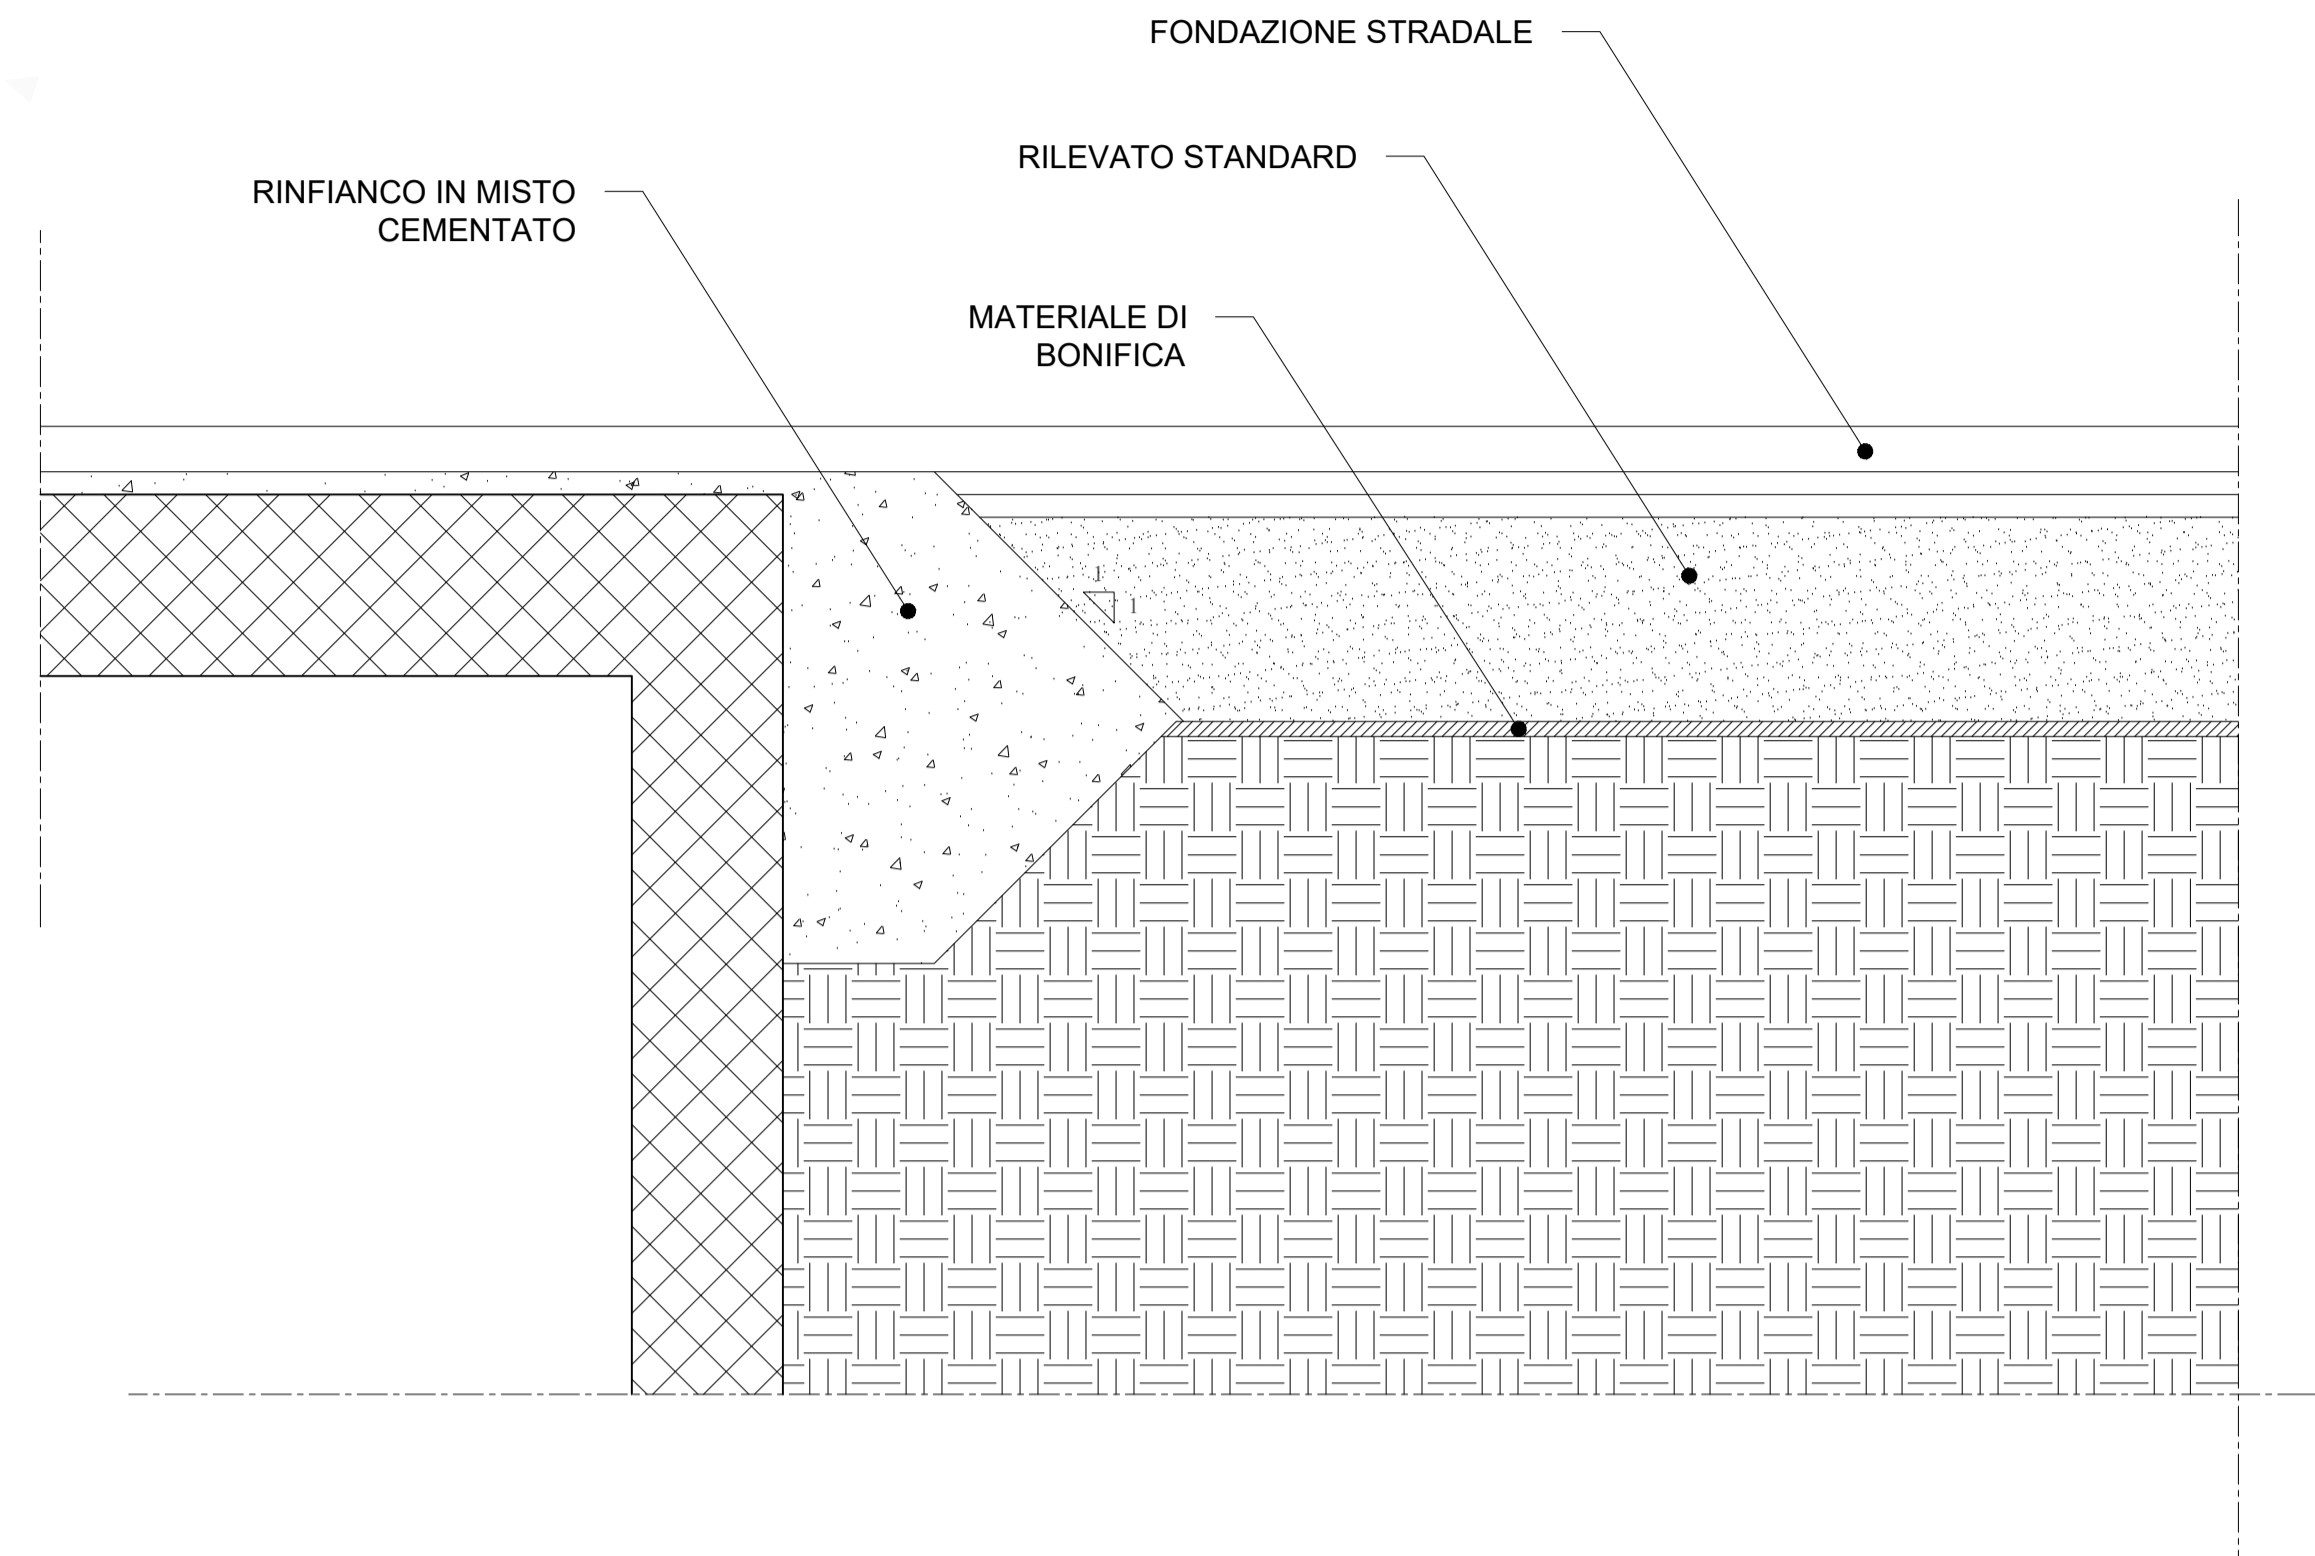 FONDAZIONE STRADALE
RILEVATO STANDARD
RINFIANCO IN MISTO
CEMENTATO
MATERIALE DI
BONIFICA
1
1